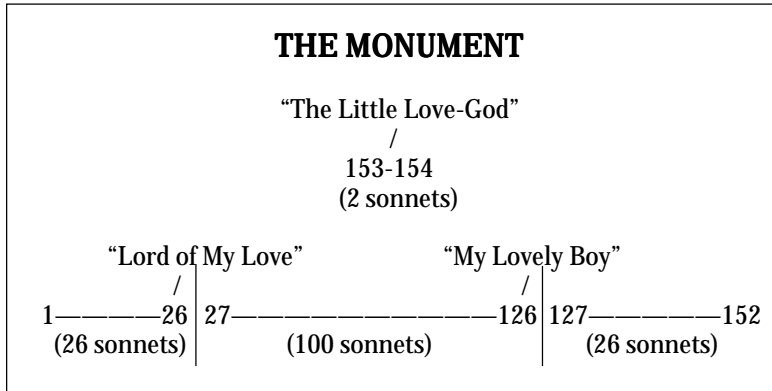 THE MONUMENT
“The Little Love-God”
/
153-154
(2 sonnets)
“Lord of My Love” “My Lovely Boy”
/ /
1—————26 27——————————126 127—————152
(26 sonnets) (100 sonnets) (26 sonnets)